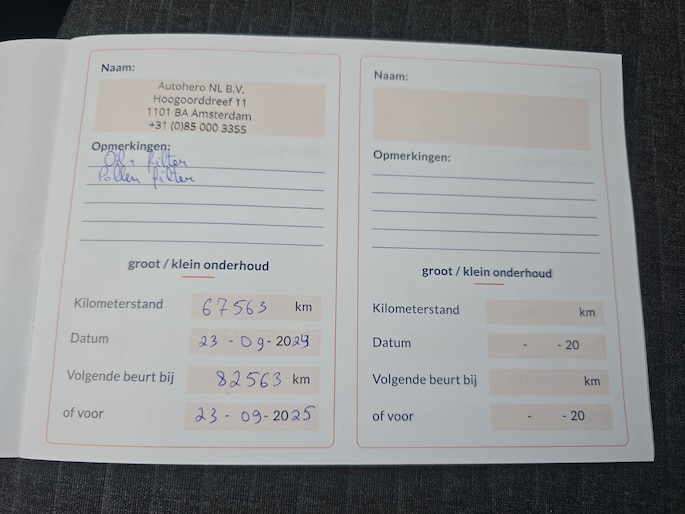 Naam:
Autohero NL B.V.
Hoogoorddreef 11
1101 BA Amsterdam
+31 (0)85 000 3355
Opmerkingen:
Oil + filter
Pollen filter
groot / klein onderhoud
Kilometerstand 67563 km
Datum 23 - 09 - 2024
Volgende beurt bij 82563 km
of voor 23 - 09 - 2025
Naam:
Opmerkingen:
groot / klein onderhoud
Kilometerstand km
Datum - - 20
Volgende beurt bij km
of voor - - 20